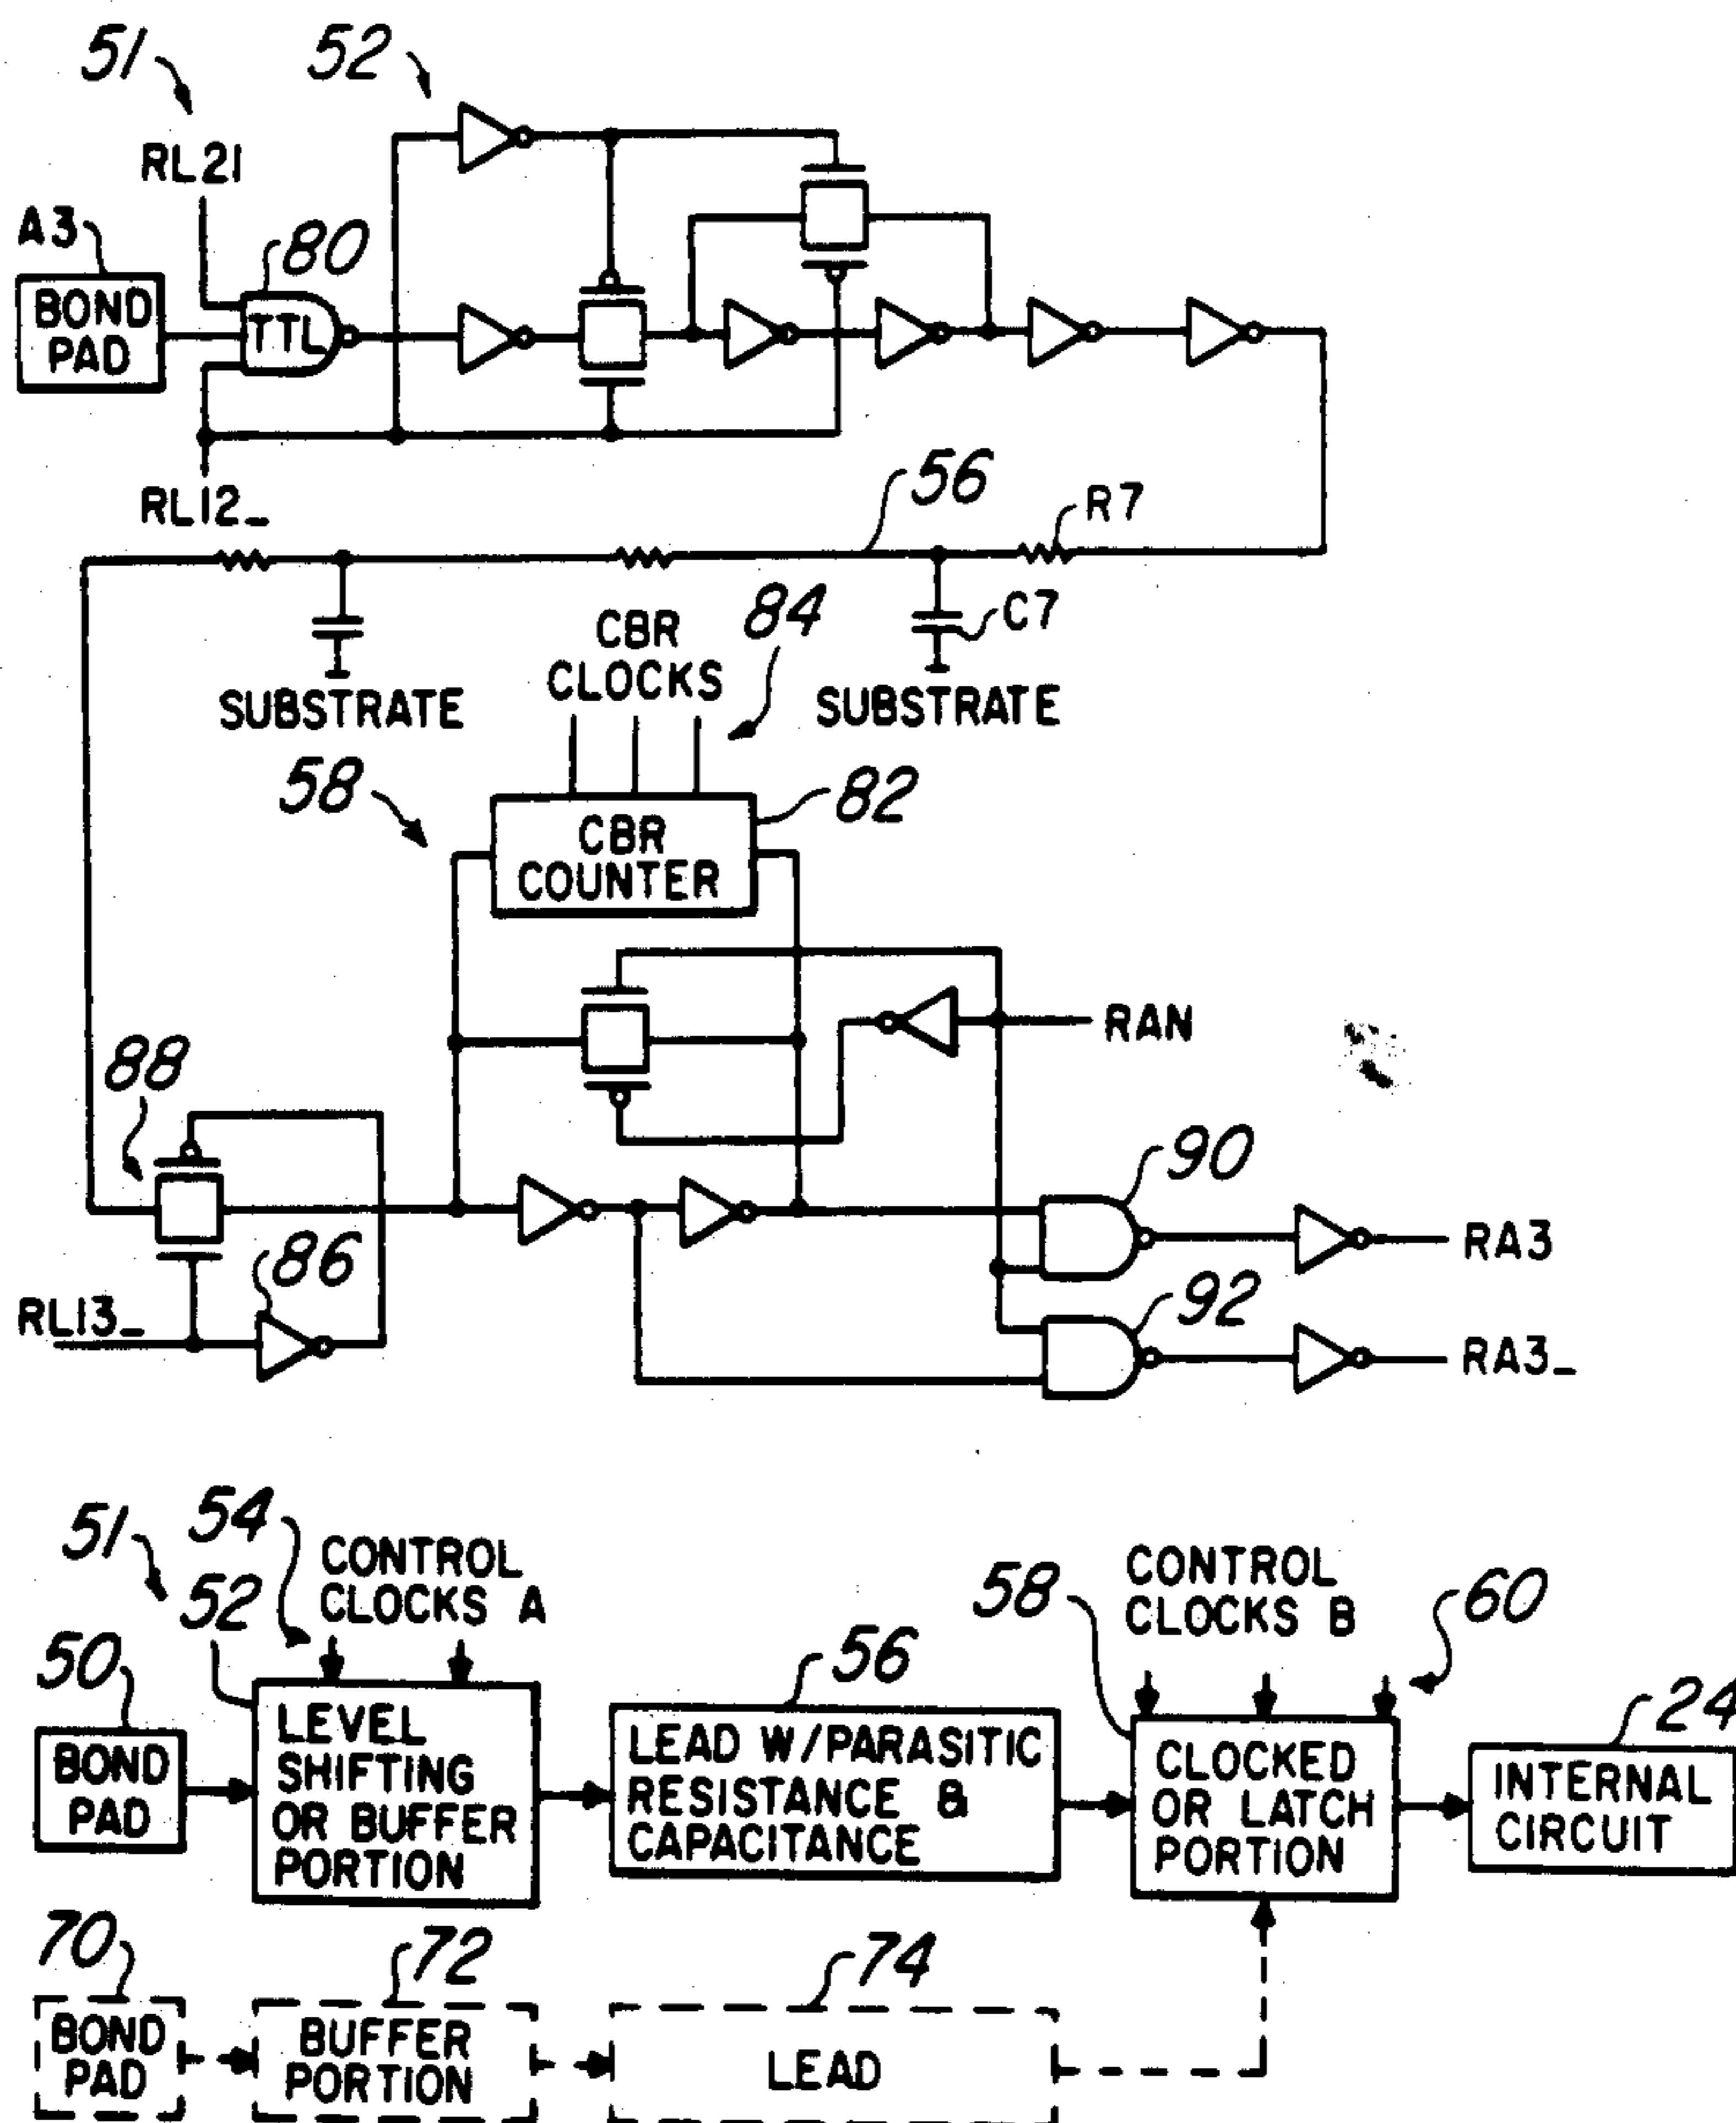 51
52
RL21
A3
80
BOND
PAD
TTL
RL12_
56
R7
C7
CBR
CLOCKS
84
SUBSTRATE
SUBSTRATE
58
82
CBR
COUNTER
RAN
88
90
86
RA3
RL13_
92
RA3_
51
54
CONTROL
CLOCKS A
52
58
CONTROL
CLOCKS B
60
50
56
24
BOND
PAD
LEVEL
SHIFTING
OR BUFFER
PORTION
LEAD W/PARASITIC
RESISTANCE &
CAPACITANCE
CLOCKED
OR LATCH
PORTION
INTERNAL
CIRCUIT
70
72
74
BOND
PAD
BUFFER
PORTION
LEAD